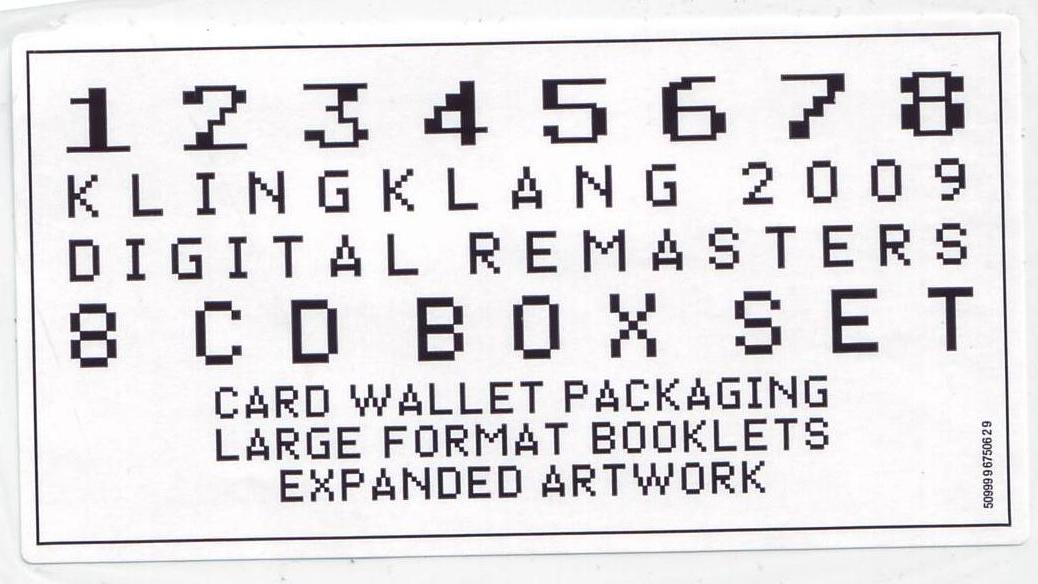 1 2 3 4 5 6 7 8
KLINGKLANG 2009
DIGITAL REMASTERS
8 CD BOX SET
CARD WALLET PACKAGING
LARGE FORMAT BOOKLETS
EXPANDED ARTWORK
5099996750629